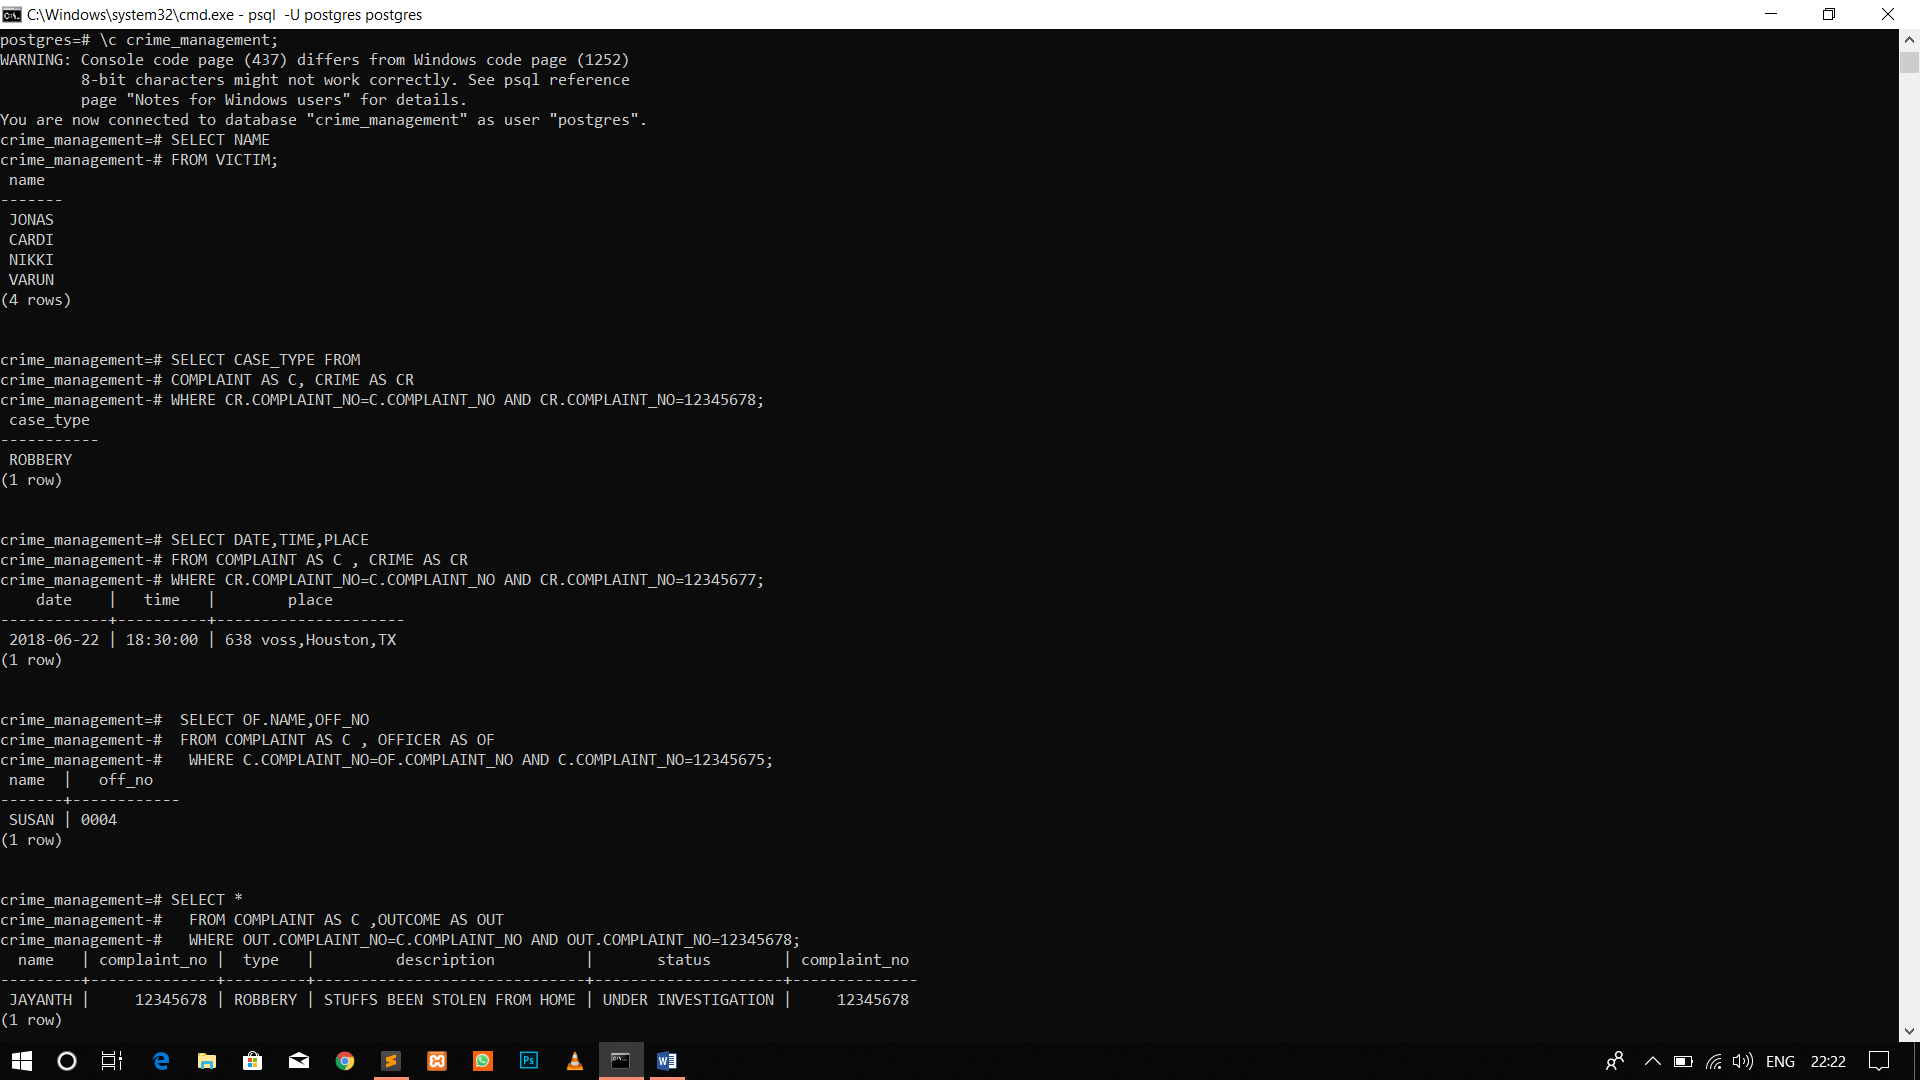 C:\Windows\system32\cmd.exe - psql  -U postgres postgres
postgres=# \c crime_management;
WARNING: Console code page (437) differs from Windows code page (1252)
         8-bit characters might not work correctly. See psql reference
         page "Notes for Windows users" for details.
You are now connected to database "crime_management" as user "postgres".
crime_management=# SELECT NAME
crime_management-# FROM VICTIM;
 name
-------
 JONAS
 CARDI
 NIKKI
 VARUN
(4 rows)
crime_management=# SELECT CASE_TYPE FROM
crime_management-# COMPLAINT AS C, CRIME AS CR
crime_management-# WHERE CR.COMPLAINT_NO=C.COMPLAINT_NO AND CR.COMPLAINT_NO=12345678;
 case_type
-----------
 ROBBERY
(1 row)
crime_management=# SELECT DATE,TIME,PLACE
crime_management-# FROM COMPLAINT AS C , CRIME AS CR
crime_management-# WHERE CR.COMPLAINT_NO=C.COMPLAINT_NO AND CR.COMPLAINT_NO=12345677;
    date    |   time   |        place
------------+----------+---------------------
 2018-06-22 | 18:30:00 | 638 voss,Houston,TX
(1 row)
crime_management=#  SELECT OF.NAME,OFF_NO
crime_management-#  FROM COMPLAINT AS C , OFFICER AS OF
crime_management-#   WHERE C.COMPLAINT_NO=OF.COMPLAINT_NO AND C.COMPLAINT_NO=12345675;
 name  |   off_no
-------+------------
 SUSAN | 0004
(1 row)
crime_management=# SELECT *
crime_management-#   FROM COMPLAINT AS C ,OUTCOME AS OUT
crime_management-#   WHERE OUT.COMPLAINT_NO=C.COMPLAINT_NO AND OUT.COMPLAINT_NO=12345678;
  name   | complaint_no |  type   |         description          |       status        | complaint_no
---------+--------------+---------+------------------------------+---------------------+--------------
 JAYANTH |     12345678 | ROBBERY | STUFFS BEEN STOLEN FROM HOME | UNDER INVESTIGATION |     12345678
(1 row)
Ps
ENG 22:22